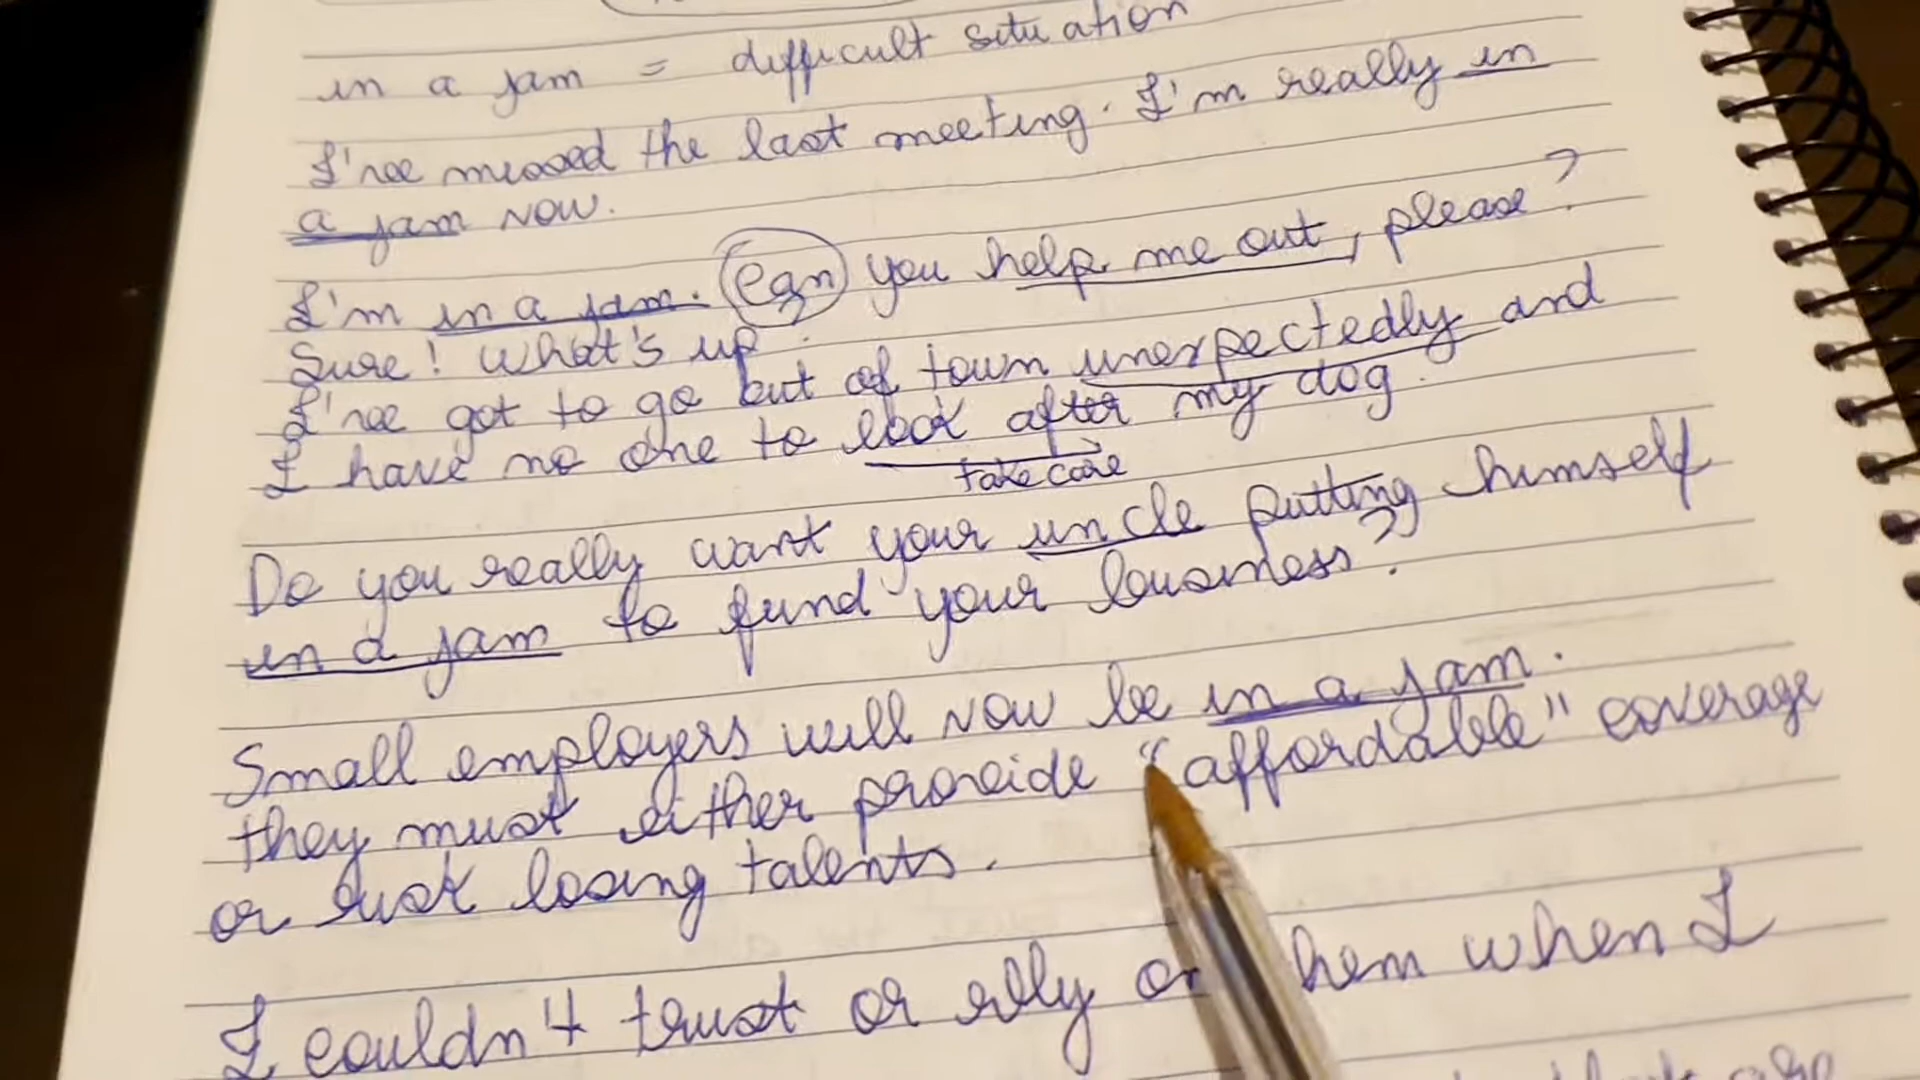 in a jam = difficult situation
I've missed the last meeting. I'm really in
a jam now.
I'm in a jam. Can you help me out, please?
Sure! What's up
I've got to go out of town unexpectedly and
I have no one to look after my dog.
take care
Do you really want your uncle putting himself
in a jam to fund your business?
Small employers will now be in a jam.
they must either provide "affordable" coverage
or risk losing talents.
I couldn't trust or rely on them when I